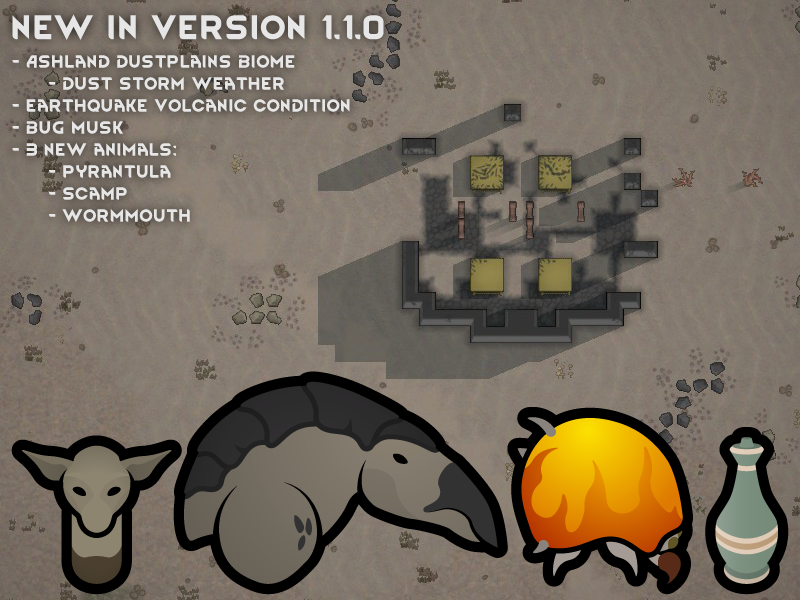 NEW IN VERSION 1.1.0
- ASHLAND DUSTPLAINS BIOME
- DUST STORM WEATHER
- EARTHQUAKE VOLCANIC CONDITION
- BUG MUSK
- 3 NEW ANIMALS:
- PYRANTULA
- SCAMP
- WORMMOUTH